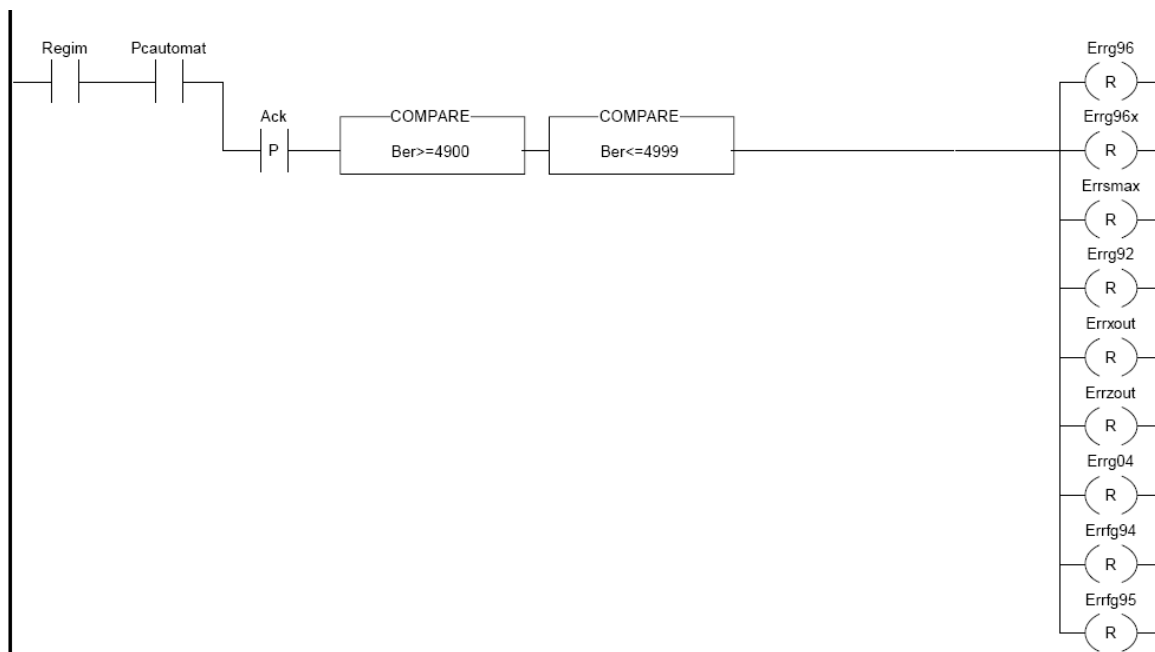 Regim Pcautomat Errg96
R
Ack COMPARE COMPARE Errg96x
P Ber>=4900 Ber<=4999 R
Errsmax
R
Errg92
R
Errxout
R
Errzout
R
Errg04
R
Errfg94
R
Errfg95
R